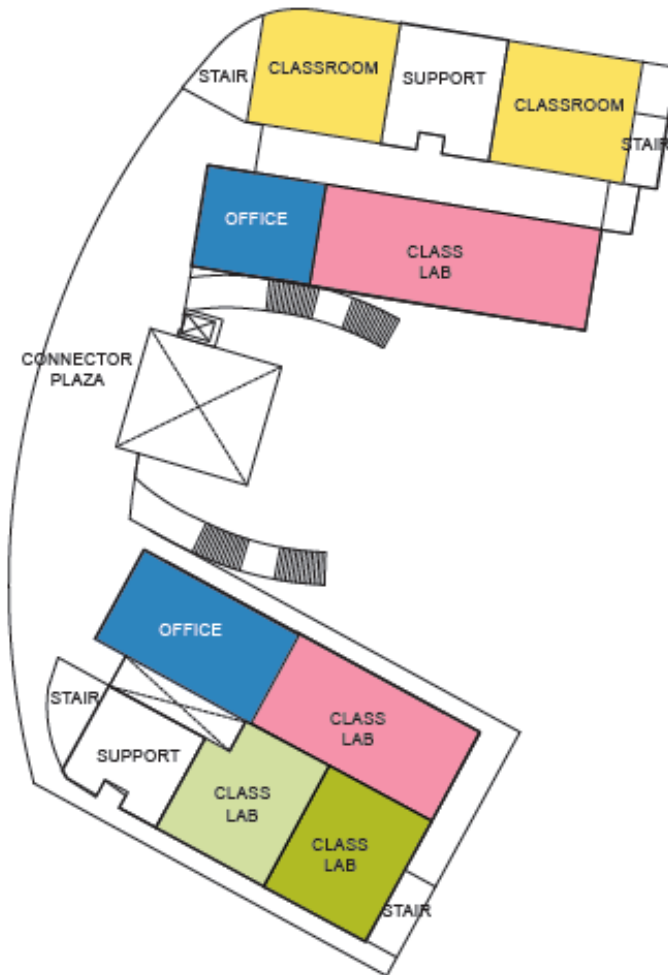 STAIR
CLASSROOM
SUPPORT
CLASSROOM
STAIR
OFFICE
CLASS
LAB
CONNECTOR
PLAZA
OFFICE
STAIR
CLASS
LAB
SUPPORT
CLASS
LAB
CLASS
LAB
STAIR